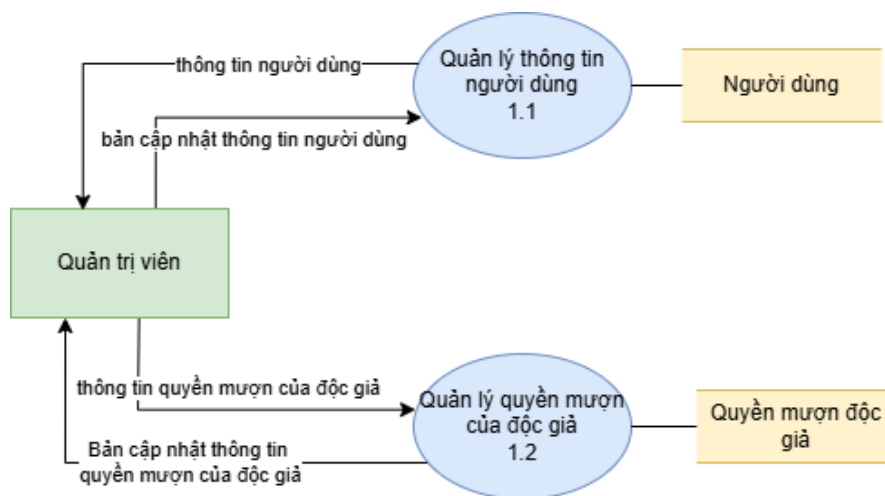 thông tin người dùng
Quản lý thông tin
người dùng
1.1
Người dùng
bản cập nhật thông tin người dùng
Quản trị viên
thông tin quyền mượn của độc giả
Quản lý quyền mượn
của độc giả
1.2
Quyền mượn độc
giả
Bản cập nhật thông tin
quyền mượn của độc giả